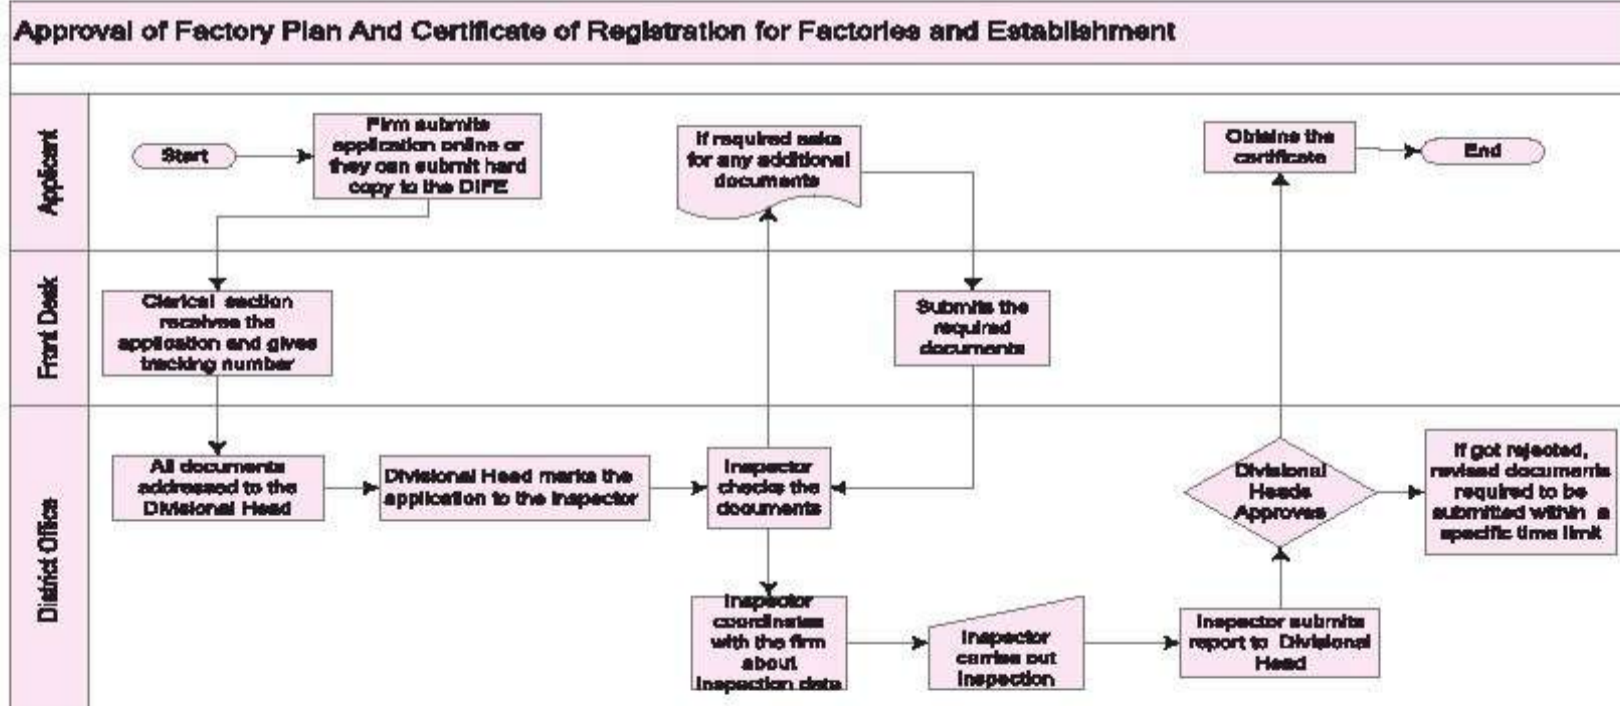 Approval of Factory Plan And Certificate of Registration for Factories and Establishment
Applicant
Start
Firm submits
application online or
they can submit hard
copy to the DIFE
If required asks
for any additional
documents
Obtains the
certificate
End
Front Desk
Clerical section
receives the
application and gives
tracking number
Submits the
required
documents
District Office
All documents
addressed to the
Divisional Head
Divisional Head marks the
application to the Inspector
Inspector
checks the
documents
Divisional
Heads
Approves
If got rejected,
revised documents
required to be
submitted within a
specific time limit
Inspector
coordinates
with the firm
about
Inspection date
Inspector
carries out
Inspection
Inspector submits
report to Divisional
Head